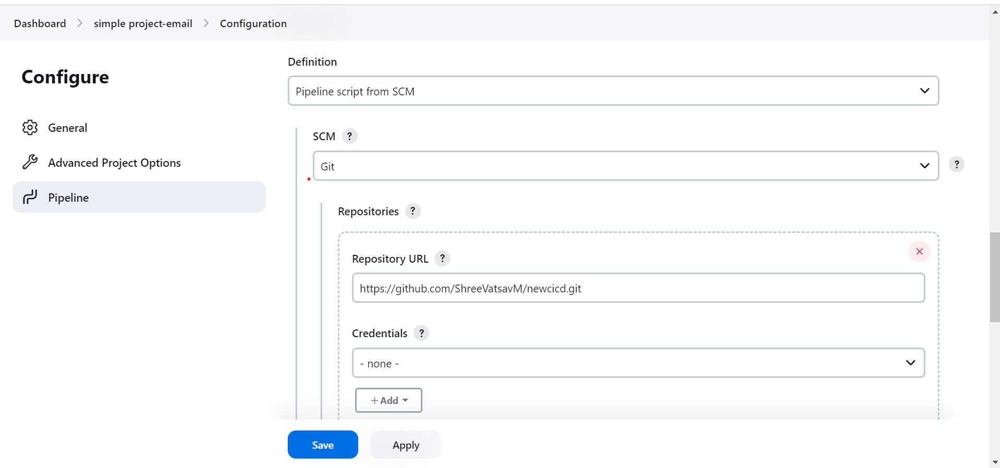 Dashboard > simple project-email > Configuration
Configure
General
Advanced Project Options
Pipeline
Definition
Pipeline script from SCM
SCM ?
Git
?
Repositories ?
Repository URL ?
https://github.com/ShreeVatsavM/newcicd.git
Credentials ?
- none -
+ Add
Save Apply